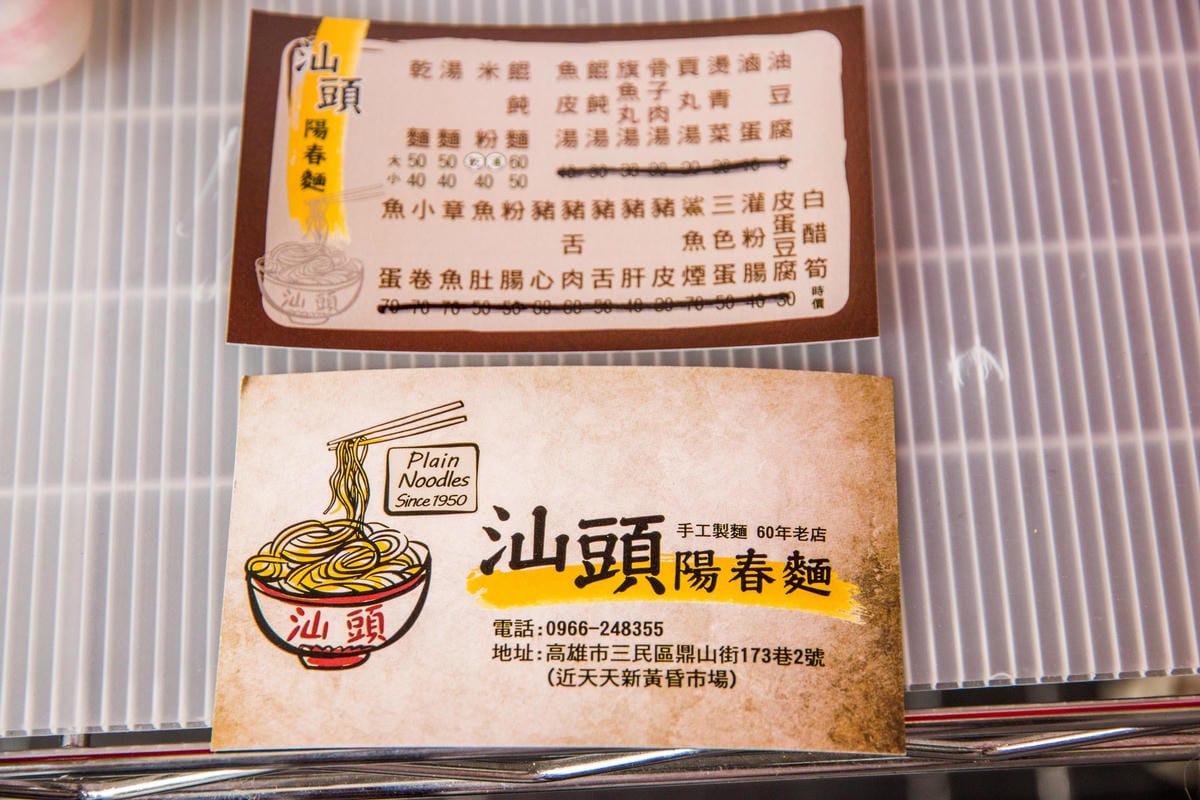 汕頭
陽春麵
乾麵
湯麵
米粉
餛飩麵
魚皮湯
餛飩湯
旗魚丸湯
骨子肉湯
貢丸湯
燙青菜
滷蛋
油豆腐
大 50 50 乾 湯 60
小 40 40 40 50
魚蛋
小卷
章魚
魚肚
粉腸
豬心
豬舌肉
豬舌
豬肝
豬皮
鯊魚煙
三色蛋
灌粉腸
皮蛋豆腐
白醋筍 時價
70 70 70 50 50
汕頭
Plain
Noodles
Since 1950
汕頭
手工製麵 60年老店
汕頭陽春麵
電話:0966-248355
地址:高雄市三民區鼎山街173巷2號
(近天天新黃昏市場)